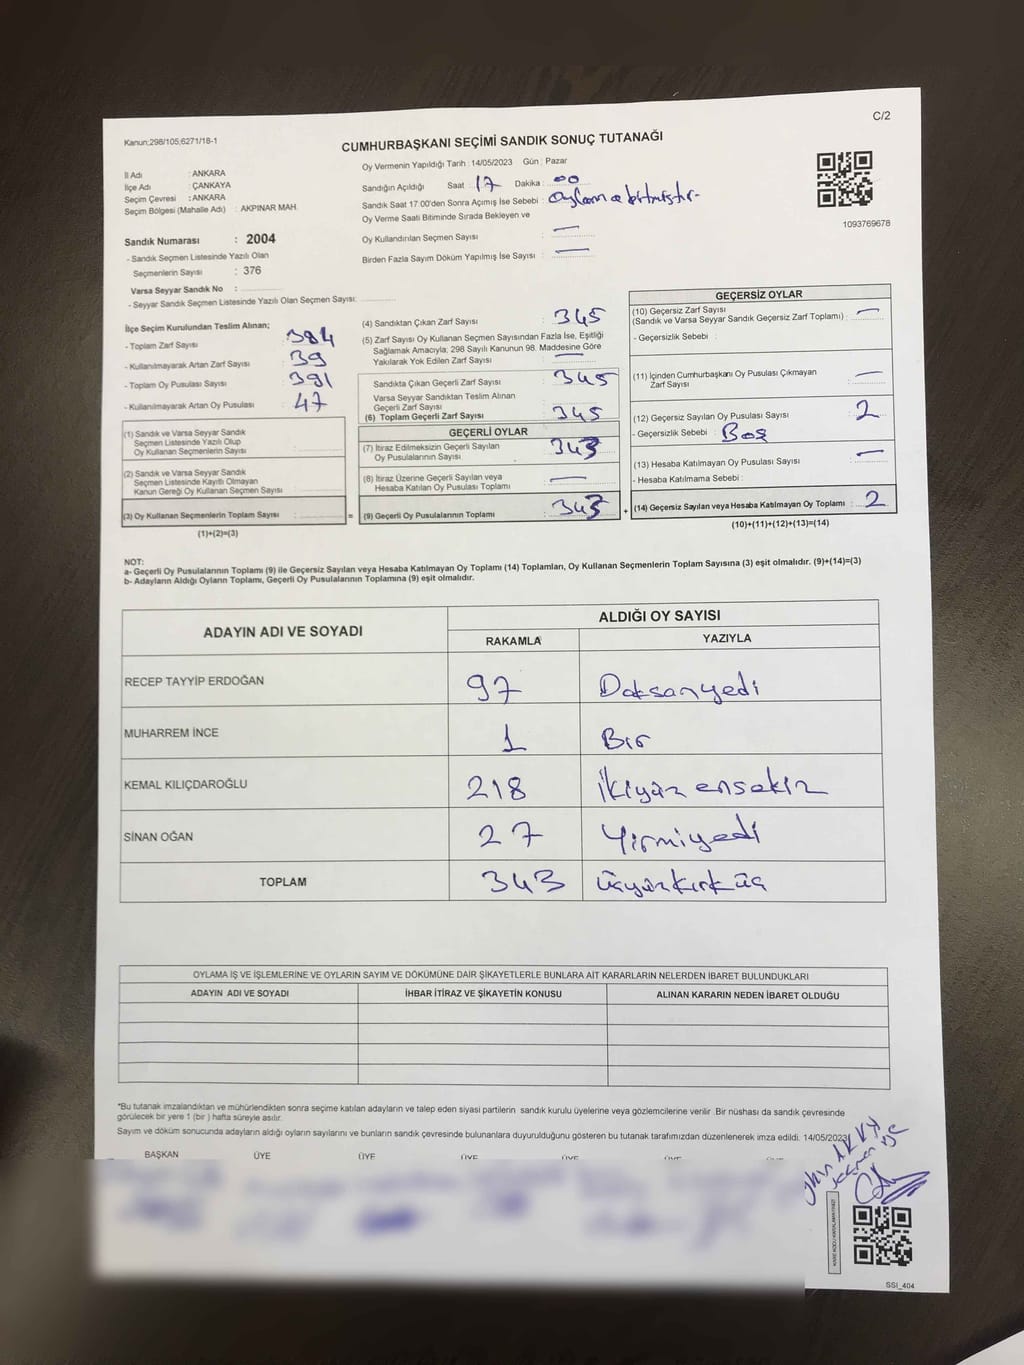 C/2
Kanun;298/105;6271/18-1
CUMHURBAŞKANI SEÇİMİ SANDIK SONUÇ TUTANAĞI
İl Adı : ANKARA
İlçe Adı : ÇANKAYA
Seçim Çevresi : ANKARA
Seçim Bölgesi (Mahalle Adı) : AKPINAR MAH.
Sandık Numarası : 2004
- Sandık Seçmen Listesinde Yazılı Olan
Seçmenlerin Sayısı : 376
Varsa Seyyar Sandık No :
- Seyyar Sandık Seçmen Listesinde Yazılı Olan Seçmen Sayısı:
Oy Vermenin Yapıldığı Tarih : 14/05/2023 Gün : Pazar
Sandığın Açıldığı Saat : 17 Dakika : 00
Sandık Saat 17:00'den Sonra Açımış İse Sebebi : Oylama bitmiştir-
Oy Verme Saati Bitiminde Sırada Bekleyen ve
Oy Kullandırılan Seçmen Sayısı : —
Birden Fazla Sayım Döküm Yapılmış İse Sayısı : —
1093769678
İlçe Seçim Kurulundan Teslim Alınan;
- Toplam Zarf Sayısı : 384
- Kullanılmayarak Artan Zarf Sayısı : 39
- Toplam Oy Pusulası Sayısı : 391
- Kullanılmayarak Artan Oy Pusulası : 47
(1) Sandık ve Varsa Seyyar Sandık
Seçmen Listesinde Yazılı Olup
Oy Kullanan Seçmenlerin Sayısı :
(2) Sandık ve Varsa Seyyar Sandık
Seçmen Listesinde Kayıtlı Olmayan
Kanun Gereği Oy Kullanan Seçmen Sayısı :
(3) Oy Kullanan Seçmenlerin Toplam Sayısı : =
(1)+(2)=(3)
(4) Sandıktan Çıkan Zarf Sayısı : 345
(5) Zarf Sayısı Oy Kullanan Seçmen Sayısından Fazla İse, Eşitliği
Sağlamak Amacıyla; 298 Sayılı Kanunun 98. Maddesine Göre
Yakılarak Yok Edilen Zarf Sayısı : —
Sandıkta Çıkan Geçerli Zarf Sayısı : 345
Varsa Seyyar Sandıktan Teslim Alınan
Geçerli Zarf Sayısı :
(6) Toplam Geçerli Zarf Sayısı : 345
GEÇERLİ OYLAR
(7) İtiraz Edilmeksizin Geçerli Sayılan
Oy Pusulalarının Sayısı : 343
(8) İtiraz Üzerine Geçerli Sayılan veya
Hesaba Katılan Oy Pusulası Toplamı : —
(9) Geçerli Oy Pusulalarının Toplamı : 343 +
GEÇERSİZ OYLAR
(10) Geçersiz Zarf Sayısı
(Sandık ve Varsa Seyyar Sandık Geçersiz Zarf Toplamı) : —
- Geçersizlik Sebebi :
(11) İçinden Cumhurbaşkanı Oy Pusulası Çıkmayan
Zarf Sayısı : —
(12) Geçersiz Sayılan Oy Pusulası Sayısı : 2
- Geçersizlik Sebebi : Boş
(13) Hesaba Katılmayan Oy Pusulası Sayısı : —
- Hesaba Katılmama Sebebi :
(14) Geçersiz Sayılan veya Hesaba Katılmayan Oy Toplamı : 2
(10)+(11)+(12)+(13)=(14)
NOT:
a- Geçerli Oy Pusulalarının Toplamı (9) ile Geçersiz Sayılan veya Hesaba Katılmayan Oy Toplamı (14) Toplamları, Oy Kullanan Seçmenlerin Toplam Sayısına (3) eşit olmalıdır. (9)+(14)=(3)
b- Adayların Aldığı Oyların Toplamı, Geçerli Oy Pusulalarının Toplamına (9) eşit olmalıdır.
ADAYIN ADI VE SOYADI
ALDIĞI OY SAYISI
RAKAMLA YAZIYLA
RECEP TAYYİP ERDOĞAN 97 Doksanyedi
MUHARREM İNCE 1 Bir
KEMAL KILIÇDAROĞLU 218 İkiyüz onsekiz
SİNAN OĞAN 27 Yirmiyedi
TOPLAM 343 üçyüzkırküç
OYLAMA İŞ VE İŞLEMLERİNE VE OYLARIN SAYIM VE DÖKÜMÜNE DAİR ŞİKAYETLERLE BUNLARA AİT KARARLARIN NELERDEN İBARET BULUNDUKLARI
ADAYIN ADI VE SOYADI İHBAR İTİRAZ VE ŞİKAYETİN KONUSU ALINAN KARARIN NEDEN İBARET OLDUĞU
*Bu tutanak imzalandıktan ve mühürlendikten sonra seçime katılan adayların ve talep eden siyasi partilerin sandık kurulu üyelerine veya gözlemcilerine verilir. Bir nüshası da sandık çevresinde
görülecek bir yere 1 (bir ) hafta süreyle asılır.
Sayım ve döküm sonucunda adayların aldığı oyların sayılarını ve bunların sandık çevresinde bulunanlara duyurulduğunu gösteren bu tutanak tarafımızdan düzenlenerek imza edildi. 14/05/2023
BAŞKAN ÜYE ÜYE ÜYE ÜYE ÜYE
SSI_404